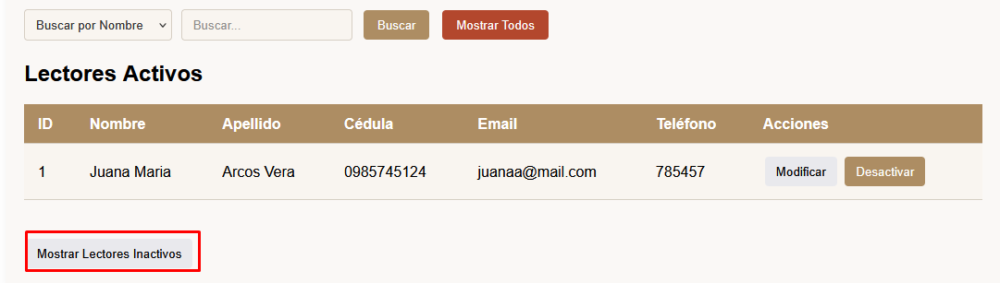 Buscar por Nombre Buscar... Buscar Mostrar Todos
Lectores Activos
ID Nombre Apellido Cédula Email Teléfono Acciones
1 Juana Maria Arcos Vera 0985745124 juanaa@mail.com 785457 Modificar Desactivar
Mostrar Lectores Inactivos